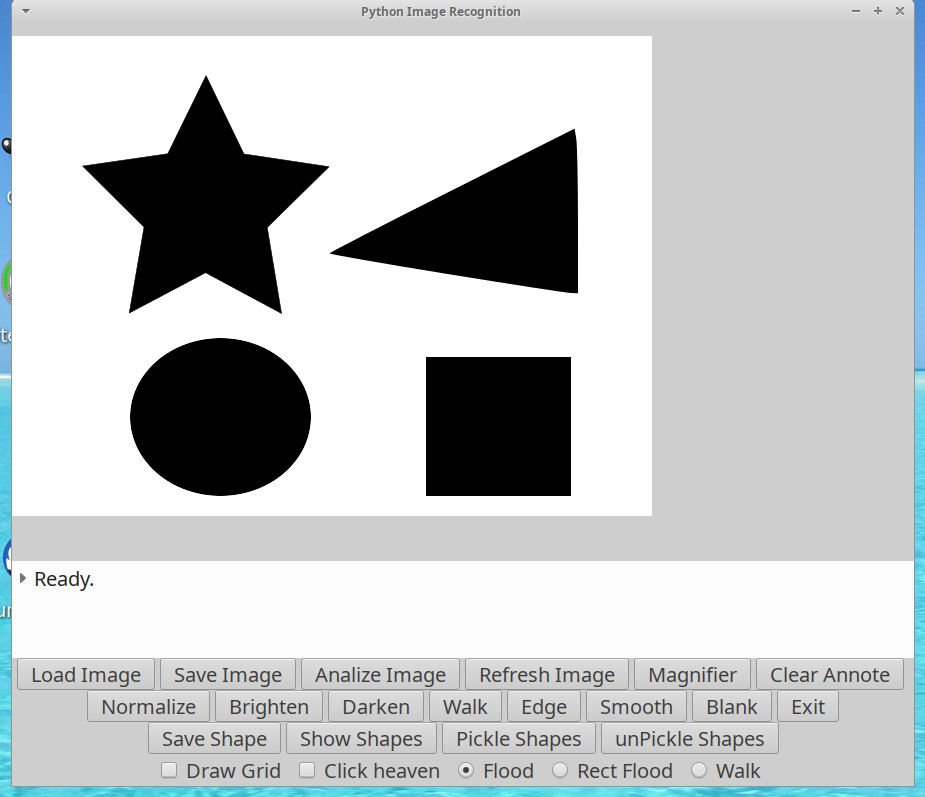 Python Image Recognition
Ready.
Load Image Save Image Analize Image Refresh Image Magnifier Clear Annote
Normalize Brighten Darken Walk Edge Smooth Blank Exit
Save Shape Show Shapes Pickle Shapes unPickle Shapes
Draw Grid Click heaven Flood Rect Flood Walk